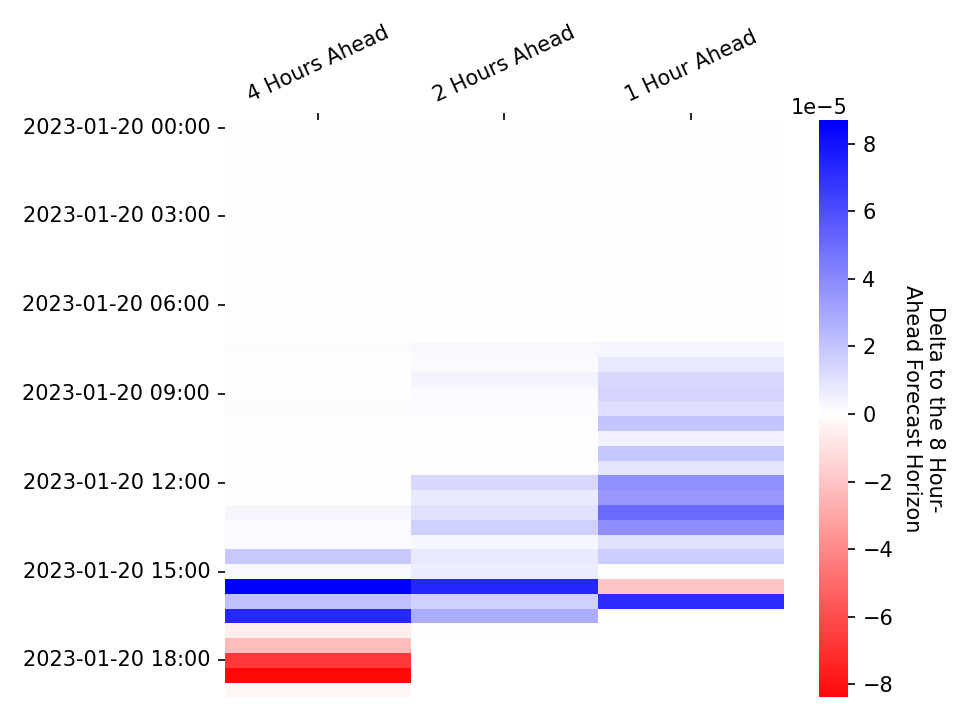 4 Hours Ahead
2 Hours Ahead
1 Hour Ahead
1e−5
2023-01-20 00:00
2023-01-20 03:00
2023-01-20 06:00
2023-01-20 09:00
2023-01-20 12:00
2023-01-20 15:00
2023-01-20 18:00
8
6
4
2
0
−2
−4
−6
−8
Delta to the 8 Hour-
Ahead Forecast Horizon